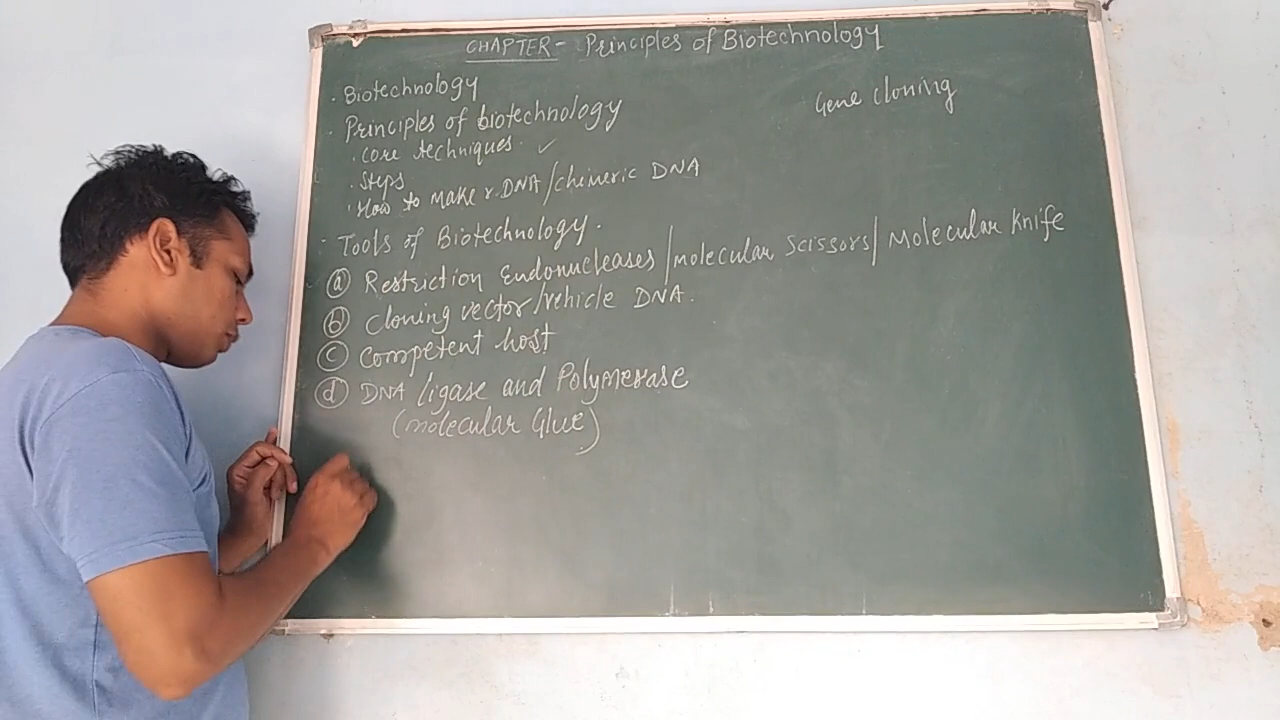 CHAPTER- Principles of Biotechnology
· Biotechnology
Gene cloning
· Principles of biotechnology
· Core techniques. ✓
· Steps
· How to make r DNA/chimeric DNA
· Tools of Biotechnology.
(a) Restriction Endonucleases/molecular Scissors/Molecular Knife
(b) Cloning vector/vehicle DNA.
(c) Competent host
(d) DNA ligase and Polymerase
(molecular Glue)